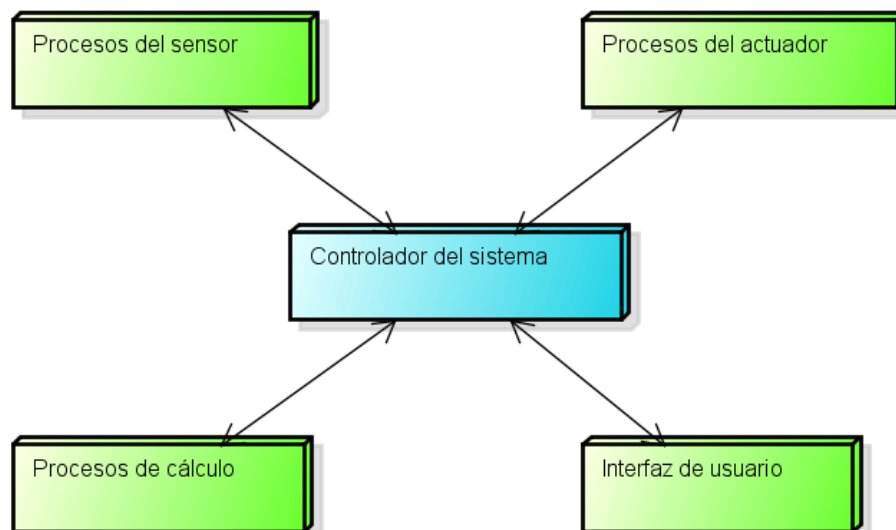 Procesos del sensor
Procesos del actuador
Controlador del sistema
Procesos de cálculo
Interfaz de usuario